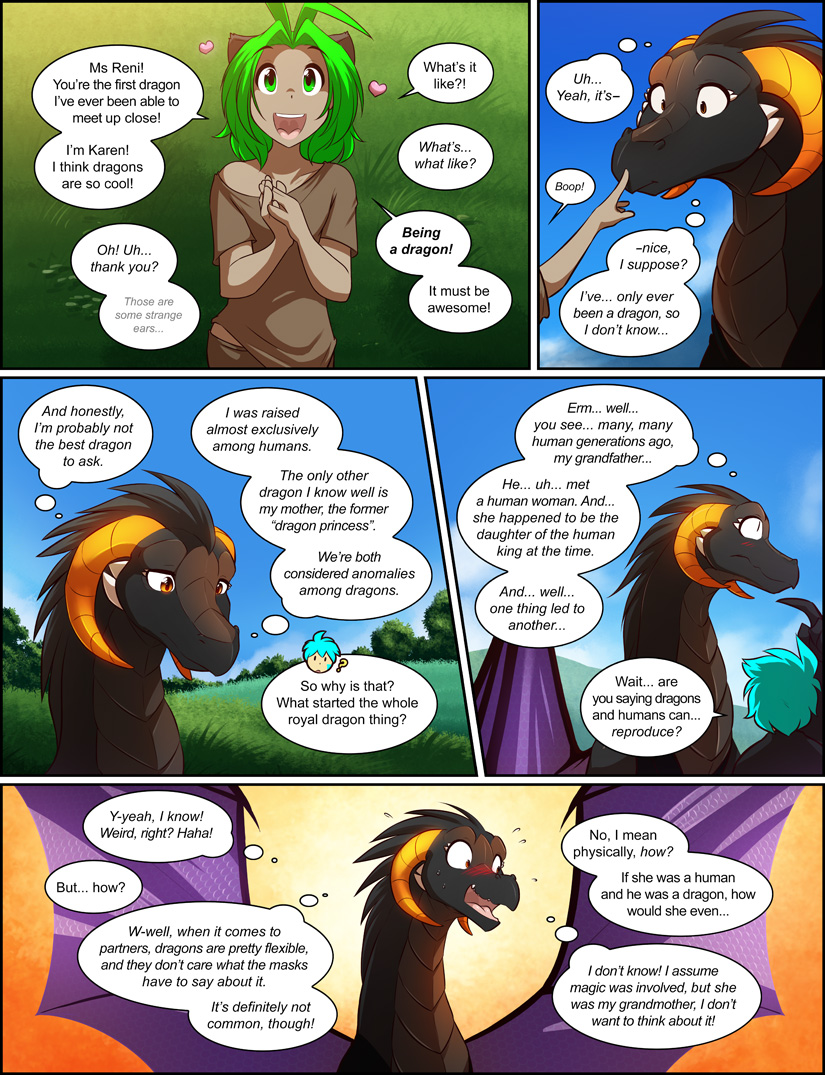 Ms Reni!
You're the first dragon
I've ever been able to
meet up close!
I'm Karen!
I think dragons
are so cool!
Oh! Uh...
thank you?
Those are
some strange
ears...
What's it
like?!
What's...
what like?
Being
a dragon!
It must be
awesome!
Uh...
Yeah, it's–
Boop!
–nice,
I suppose?
I've... only ever
been a dragon, so
I don't know...
And honestly,
I'm probably not
the best dragon
to ask.
I was raised
almost exclusively
among humans.
The only other
dragon I know well is
my mother, the former
“dragon princess”.
We're both
considered anomalies
among dragons.
?
So why is that?
What started the whole
royal dragon thing?
Erm... well...
you see... many, many
human generations ago,
my grandfather...
He... uh... met
a human woman. And...
she happened to be the
daughter of the human
king at the time.
And... well...
one thing led to
another...
Wait... are
you saying dragons
and humans can...
reproduce?
Y-yeah, I know!
Weird, right? Haha!
But... how?
W-well, when it comes to
partners, dragons are pretty flexible,
and they don't care what the masks
have to say about it.
It's definitely not
common, though!
No, I mean
physically, how?
If she was a human
and he was a dragon, how
would she even...
I don't know! I assume
magic was involved, but she
was my grandmother, I don't
want to think about it!